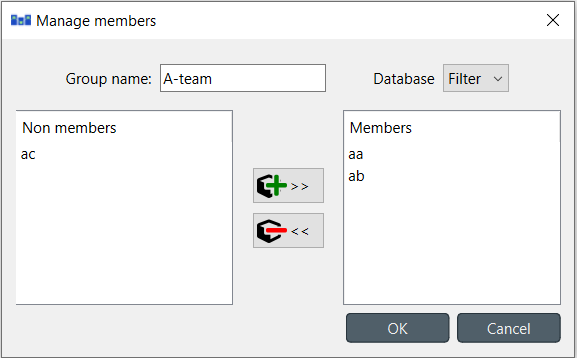 Manage members
Group name: A-team Database Filter
Non members
ac
>>
<<
Members
aa
ab
OK Cancel